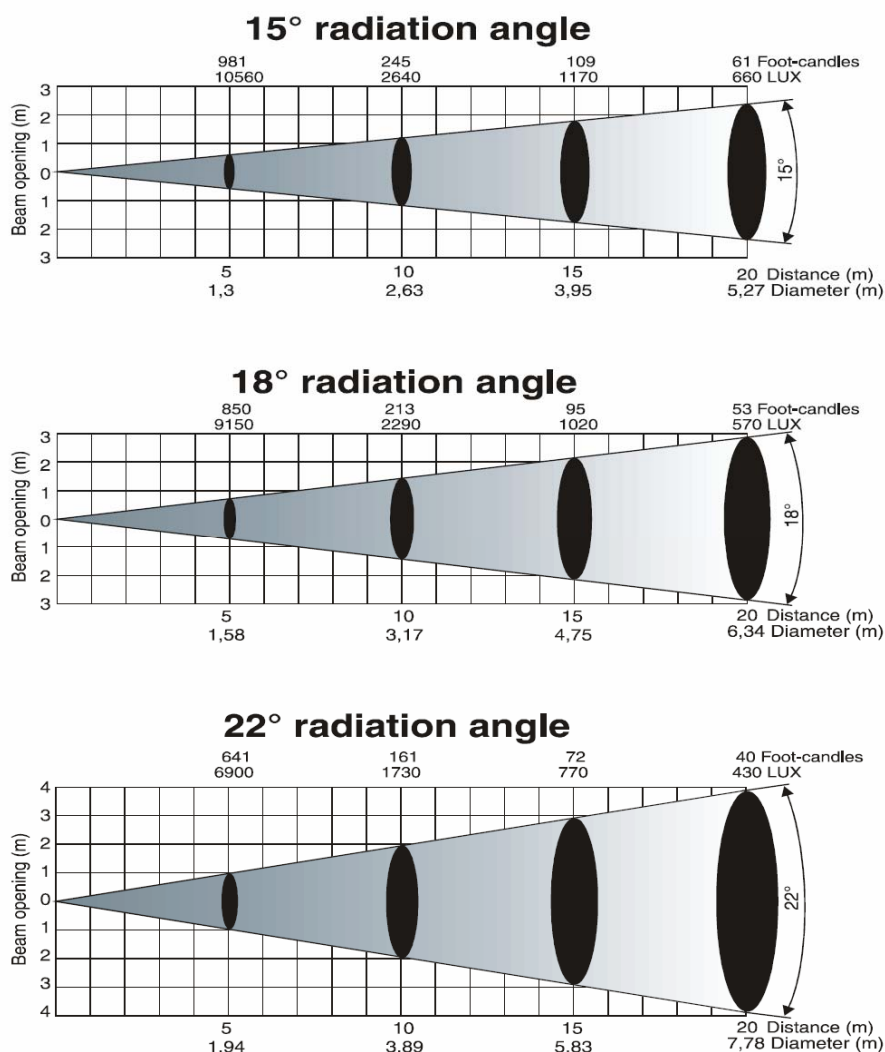 15° radiation angle
981 245 109 61 Foot-candles
10560 2640 1170 660 LUX
3
2
1
0
1
2
3
Beam opening (m)
15°
5 10 15 20 Distance (m)
1,3 2,63 3,95 5,27 Diameter (m)
18° radiation angle
850 213 95 53 Foot-candles
9150 2290 1020 570 LUX
3
2
1
0
1
2
3
Beam opening (m)
18°
5 10 15 20 Distance (m)
1,58 3,17 4,75 6,34 Diameter (m)
22° radiation angle
641 161 72 40 Foot-candles
6900 1730 770 430 LUX
4
3
2
1
0
1
2
3
4
Beam opening (m)
22°
5 10 15 20 Distance (m)
1,94 3,89 5,83 7,78 Diameter (m)